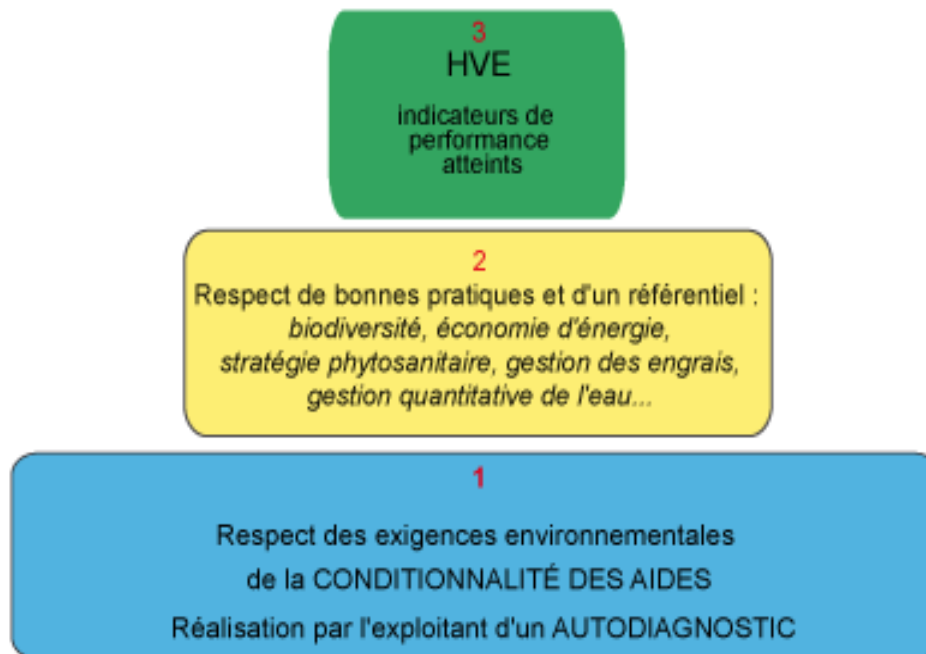 3
HVE
indicateurs de
performance
atteints
2
Respect de bonnes pratiques et d'un référentiel :
biodiversité, économie d'énergie,
stratégie phytosanitaire, gestion des engrais,
gestion quantitative de l'eau...
1
Respect des exigences environnementales
de la CONDITIONNALITÉ DES AIDES
Réalisation par l'exploitant d'un AUTODIAGNOSTIC